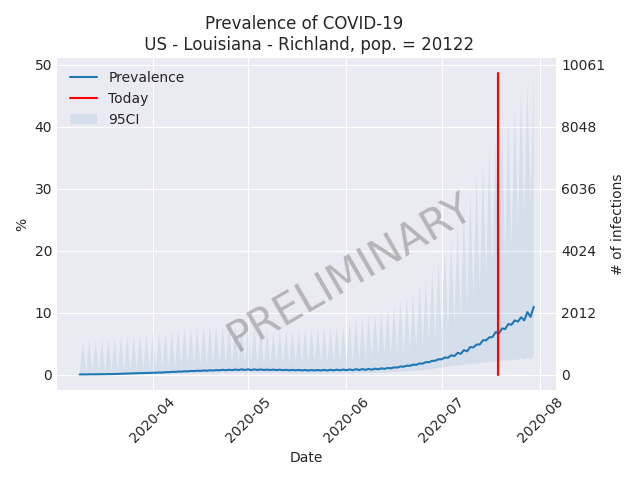 Prevalence of COVID-19
US - Louisiana - Richland, pop. = 20122
Prevalence
Today
95CI
50
40
30
20
10
0
%
10061
8048
6036
4024
2012
0
# of infections
PRELIMINARY
2020-04
2020-05
2020-06
2020-07
2020-08
Date